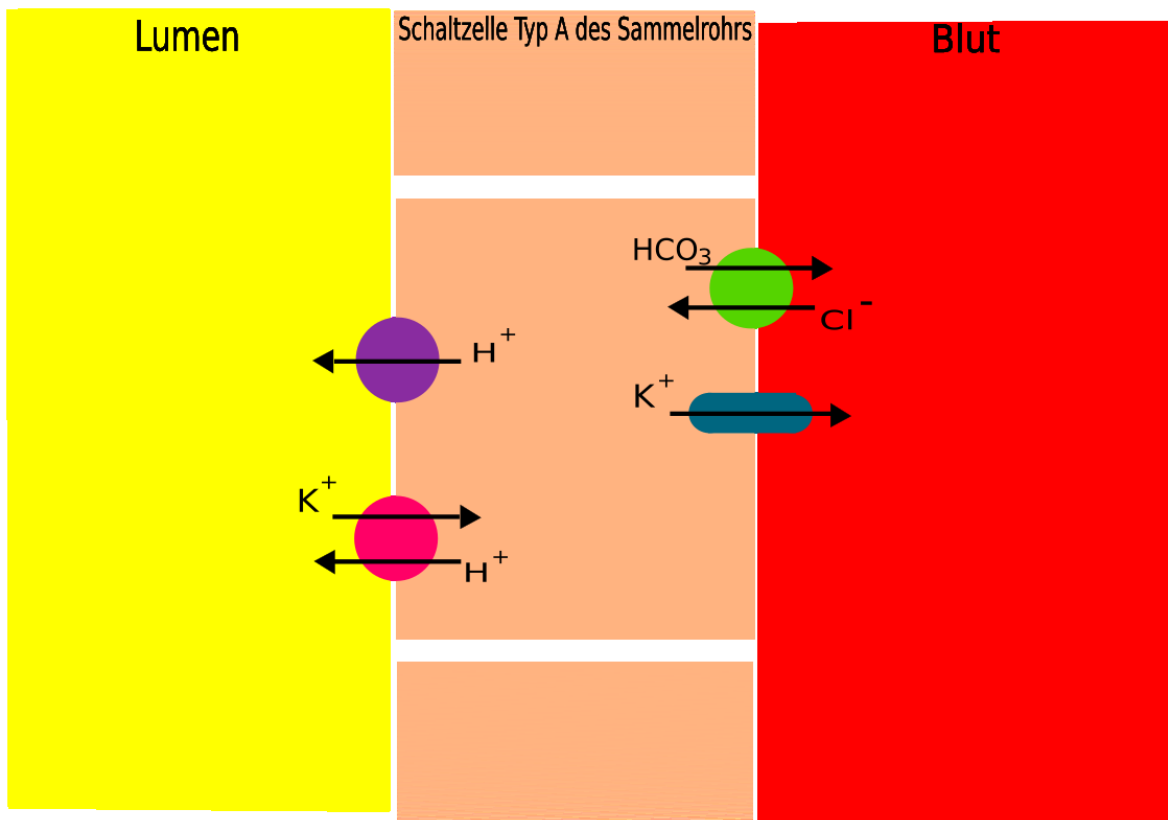 Lumen
Schaltzelle Typ A des Sammelrohrs
Blut
HCO₃
Cl⁻
H⁺
K⁺
K⁺
H⁺